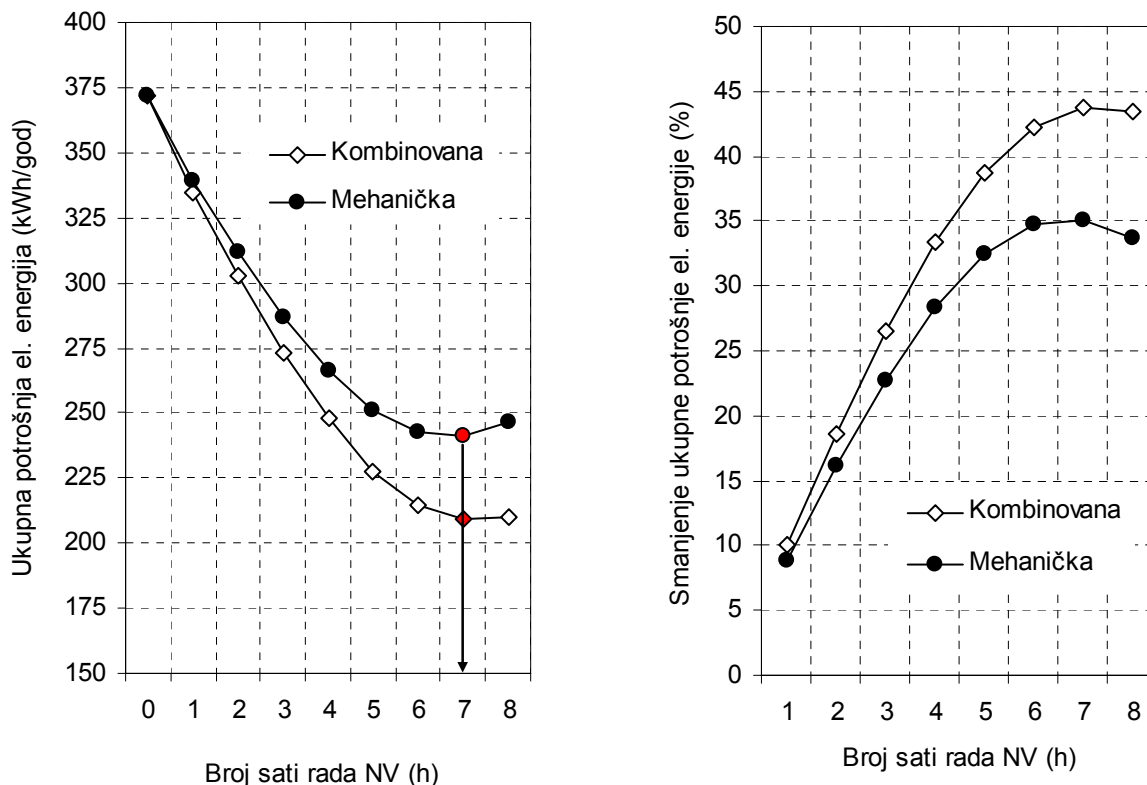 Ukupna potrošnja el. energija (kWh/god)
400
375
350
325
300
275
250
225
200
175
150
Kombinovana
Mehanička
0 1 2 3 4 5 6 7 8
Broj sati rada NV (h)
Smanjenje ukupne potrošnje el. energije (%)
50
45
40
35
30
25
20
15
10
5
0
Kombinovana
Mehanička
1 2 3 4 5 6 7 8
Broj sati rada NV (h)